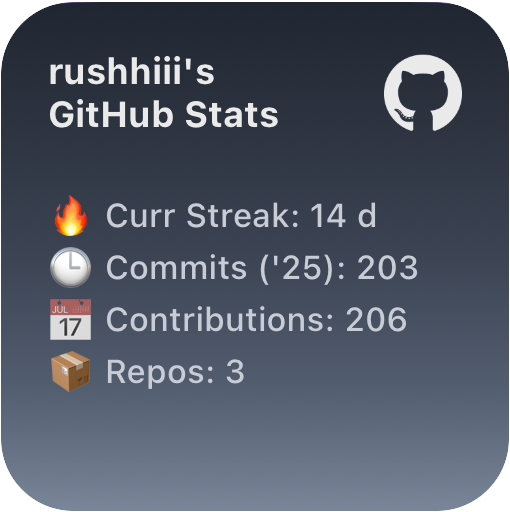 rushhiii's
GitHub Stats
🔥 Curr Streak: 14 d
🕒 Commits ('25): 203
📅 Contributions: 206
📦 Repos: 3